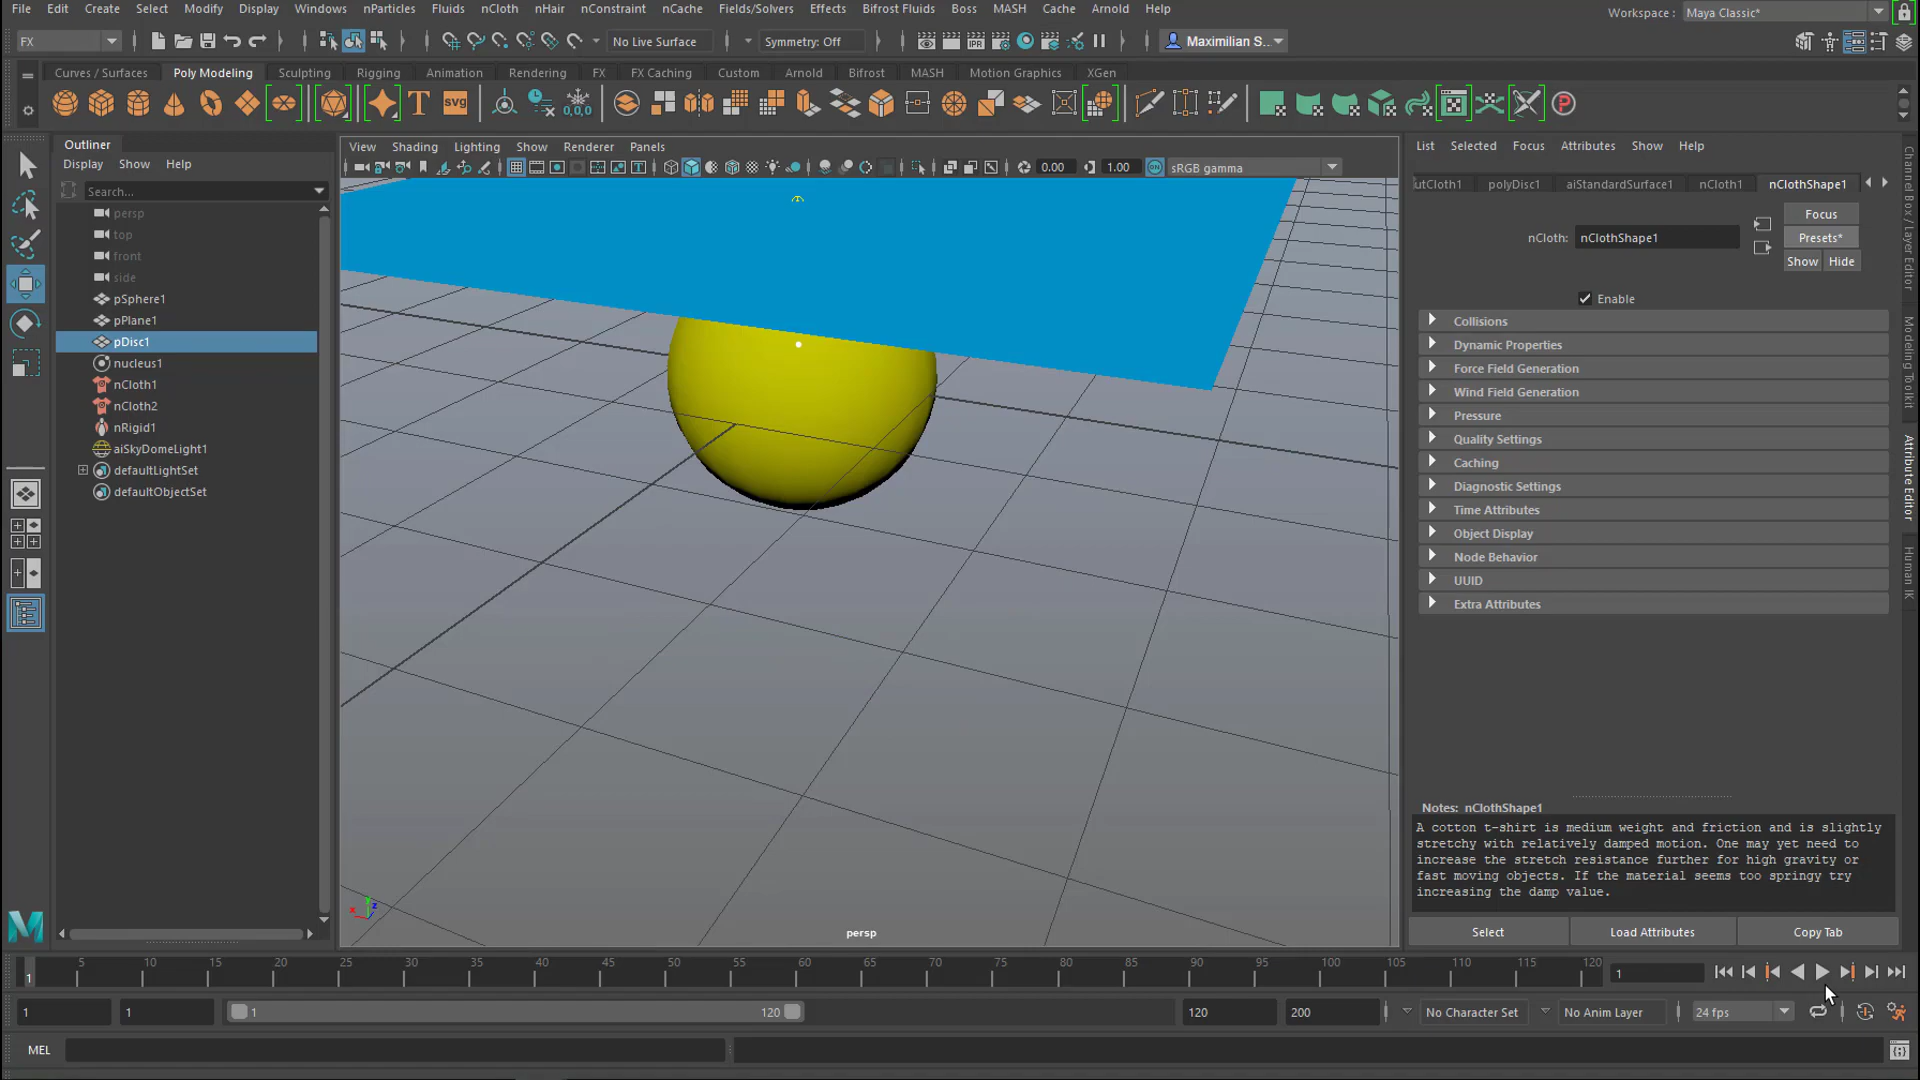 File Edit Create Select Modify Display Windows nParticles Fluids nCloth nHair nConstraint nCache Fields/Solvers Effects Bifrost Fluids Boss MASH Cache Arnold Help
Workspace : Maya Classic*
FX No Live Surface Symmetry: Off IPR Maximilian S...
Curves / Surfaces Poly Modeling Sculpting Rigging Animation Rendering FX FX Caching Custom Arnold Bifrost MASH Motion Graphics XGen
T svg 0,0,0 P
Outliner
Display Show Help
Search...
persp
top
front
side
pSphere1
pPlane1
pDisc1
nucleus1
nCloth1
nCloth2
nRigid1
aiSkyDomeLight1
defaultLightSet
defaultObjectSet
View Shading Lighting Show Renderer Panels
0.00 1.00 ON sRGB gamma
persp
List Selected Focus Attributes Show Help
utCloth1 polyDisc1 aiStandardSurface1 nCloth1 nClothShape1
nCloth: nClothShape1
Focus
Presets*
Show Hide
Enable
Collisions
Dynamic Properties
Force Field Generation
Wind Field Generation
Pressure
Quality Settings
Caching
Diagnostic Settings
Time Attributes
Object Display
Node Behavior
UUID
Extra Attributes
Notes: nClothShape1
A cotton t-shirt is medium weight and friction and is slightly
stretchy with relatively damped motion. One may yet need to
increase the stretch resistance further for high gravity or
fast moving objects. If the material seems too springy try
increasing the damp value.
Select Load Attributes Copy Tab
Channel Box / Layer Editor
Modeling Toolkit
Attribute Editor
Human IK
1 5 10 15 20 25 30 35 40 45 50 55 60 65 70 75 80 85 90 95 100 105 110 115 120 1
1 1 1 120 120 200 No Character Set No Anim Layer 24 fps
MEL